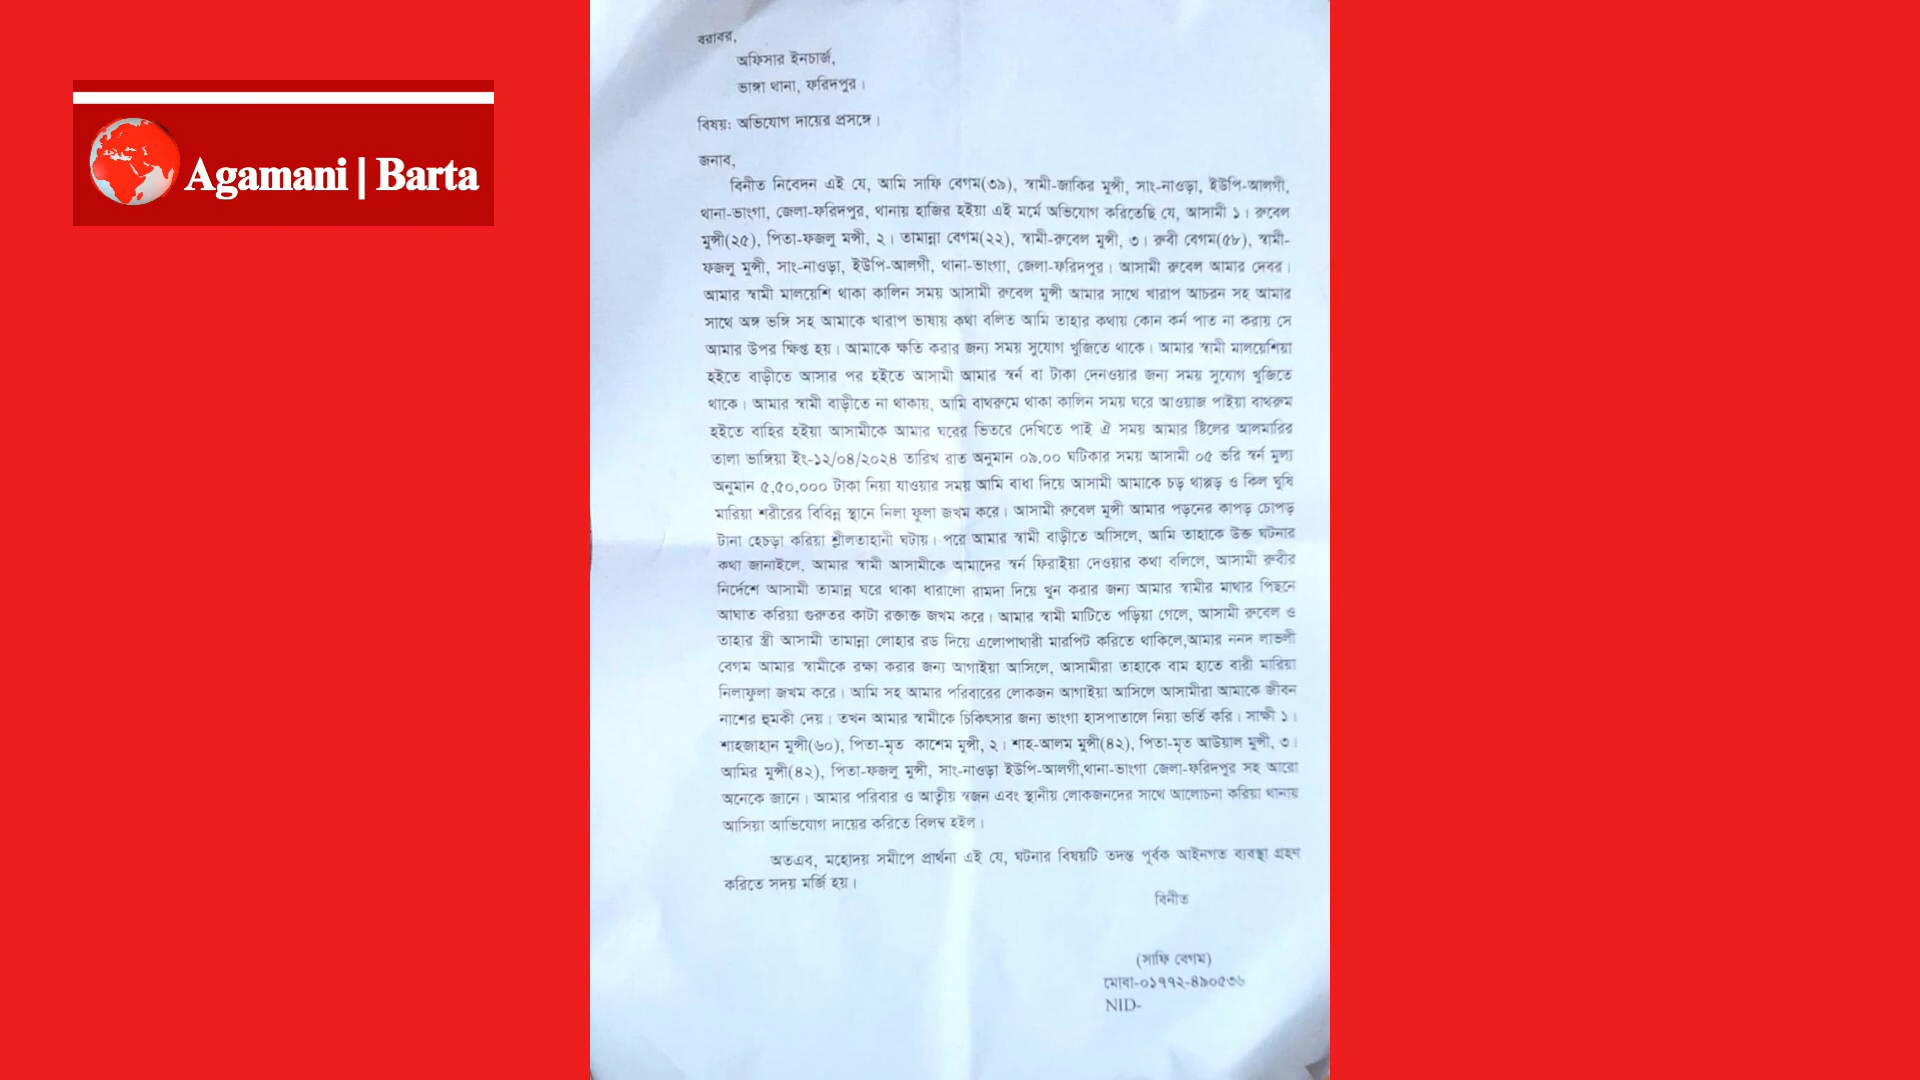 Agamani | Barta
বরাবর,
অফিসার ইনচার্জ,
ভাঙ্গা থানা, ফরিদপুর।
বিষয়: অভিযোগ দায়ের প্রসঙ্গে।
জনাব,
বিনীত নিবেদন এই যে, আমি সাফি বেগম(৩৯), স্বামী-জাকির মুন্সী, সাং-নাওড়া, ইউপি-আলগী,
থানা-ভাংগা, জেলা-ফরিদপুর, থানায় হাজির হইয়া এই মর্মে অভিযোগ করিতেছি যে, আসামী ১। রুবেল
মুন্সী(২৫), পিতা-ফজলু মন্সী, ২। তামান্না বেগম(২২), স্বামী-রুবেল মুন্সী, ৩। রুবী বেগম(৫৮), স্বামী-
ফজলু মুন্সী, সাং-নাওড়া, ইউপি-আলগী, থানা-ভাংগা, জেলা-ফরিদপুর। আসামী রুবেল আমার দেবর।
আমার স্বামী মালয়েশি থাকা কালিন সময় আসামী রুবেল মুন্সী আমার সাথে খারাপ আচরন সহ আমার
সাথে অঙ্গ ভঙ্গি সহ আমাকে খারাপ ভাষায় কথা বলিত আমি তাহার কথায় কোন কর্ন পাত না করায় সে
আমার উপর ক্ষিপ্ত হয়। আমাকে ক্ষতি করার জন্য সময় সুযোগ খুজিতে থাকে। আমার স্বামী মালয়েশিয়া
হইতে বাড়ীতে আসার পর হইতে আসামী আমার স্বর্ন বা টাকা দেনওয়ার জন্য সময় সুযোগ খুজিতে
থাকে। আমার স্বামী বাড়ীতে না থাকায়, আমি বাথরুমে থাকা কালিন সময় ঘরে আওয়াজ পাইয়া বাথরুম
হইতে বাহির হইয়া আসামীকে আমার ঘরের ভিতরে দেখিতে পাই ঐ সময় আমার ষ্টিলের আলমারির
তালা ভাঙ্গিয়া ইং-১২/০৪/২০২৪ তারিখ রাত অনুমান ০৯.০০ ঘটিকার সময় আসামী ০৫ ভরি স্বর্ন মুল্য
অনুমান ৫,৫০,০০০ টাকা নিয়া যাওয়ার সময় আমি বাধা দিয়ে আসামী আমাকে চড় থাপ্পড় ও কিল ঘুষি
মারিয়া শরীরের বিবিন্ন স্থানে নিলা ফুলা জখম করে। আসামী রুবেল মুন্সী আমার পড়নের কাপড় চোপড়
টানা হেচড়া করিয়া শ্লীলতাহানী ঘটায়। পরে আমার স্বামী বাড়ীতে আসিলে, আমি তাহাকে উক্ত ঘটনার
কথা জানাইলে, আমার স্বামী আসামীকে আমাদের স্বর্ন ফিরাইয়া দেওয়ার কথা বলিলে, আসামী রুবীর
নির্দেশে আসামী তামান্ন ঘরে থাকা ধারালো রামদা দিয়ে খুন করার জন্য আমার স্বামীর মাথার পিছনে
আঘাত করিয়া গুরুতর কাটা রক্তাক্ত জখম করে। আমার স্বামী মাটিতে পড়িয়া গেলে, আসামী রুবেল ও
তাহার স্ত্রী আসামী তামান্না লোহার রড দিয়ে এলোপাথারী মারপিট করিতে থাকিলে,আমার ননদ লাভলী
বেগম আমার স্বামীকে রক্ষা করার জন্য আগাইয়া আসিলে, আসামীরা তাহাকে বাম হাতে বারী মারিয়া
নিলাফুলা জখম করে। আমি সহ আমার পরিবারের লোকজন আগাইয়া আসিলে আসামীরা আমাকে জীবন
নাশের হুমকী দেয়। তখন আমার স্বামীকে চিকিৎসার জন্য ভাংগা হাসপাতালে নিয়া ভর্তি করি। সাক্ষী ১।
শাহজাহান মুন্সী(৬০), পিতা-মৃত কাশেম মুন্সী, ২। শাহ-আলম মুন্সী(৪২), পিতা-মৃত আউয়াল মুন্সী, ৩।
আমির মুন্সী(৪২), পিতা-ফজলু মুন্সী, সাং-নাওড়া ইউপি-আলগী,থানা-ভাংগা জেলা-ফরিদপুর সহ আরো
অনেকে জানে। আমার পরিবার ও আত্বীয় স্বজন এবং স্থানীয় লোকজনদের সাথে আলোচনা করিয়া থানায়
আসিয়া আভিযোগ দায়ের করিতে বিলম্ব হইল।
অতএব, মহোদয় সমীপে প্রার্থনা এই যে, ঘটনার বিষয়টি তদন্ত পূর্বক আইনগত ব্যবস্থা গ্রহণ
করিতে সদয় মর্জি হয়।
বিনীত
(সাফি বেগম)
মোবা-০১৭৭২-৪৯০৫৩৬
NID-